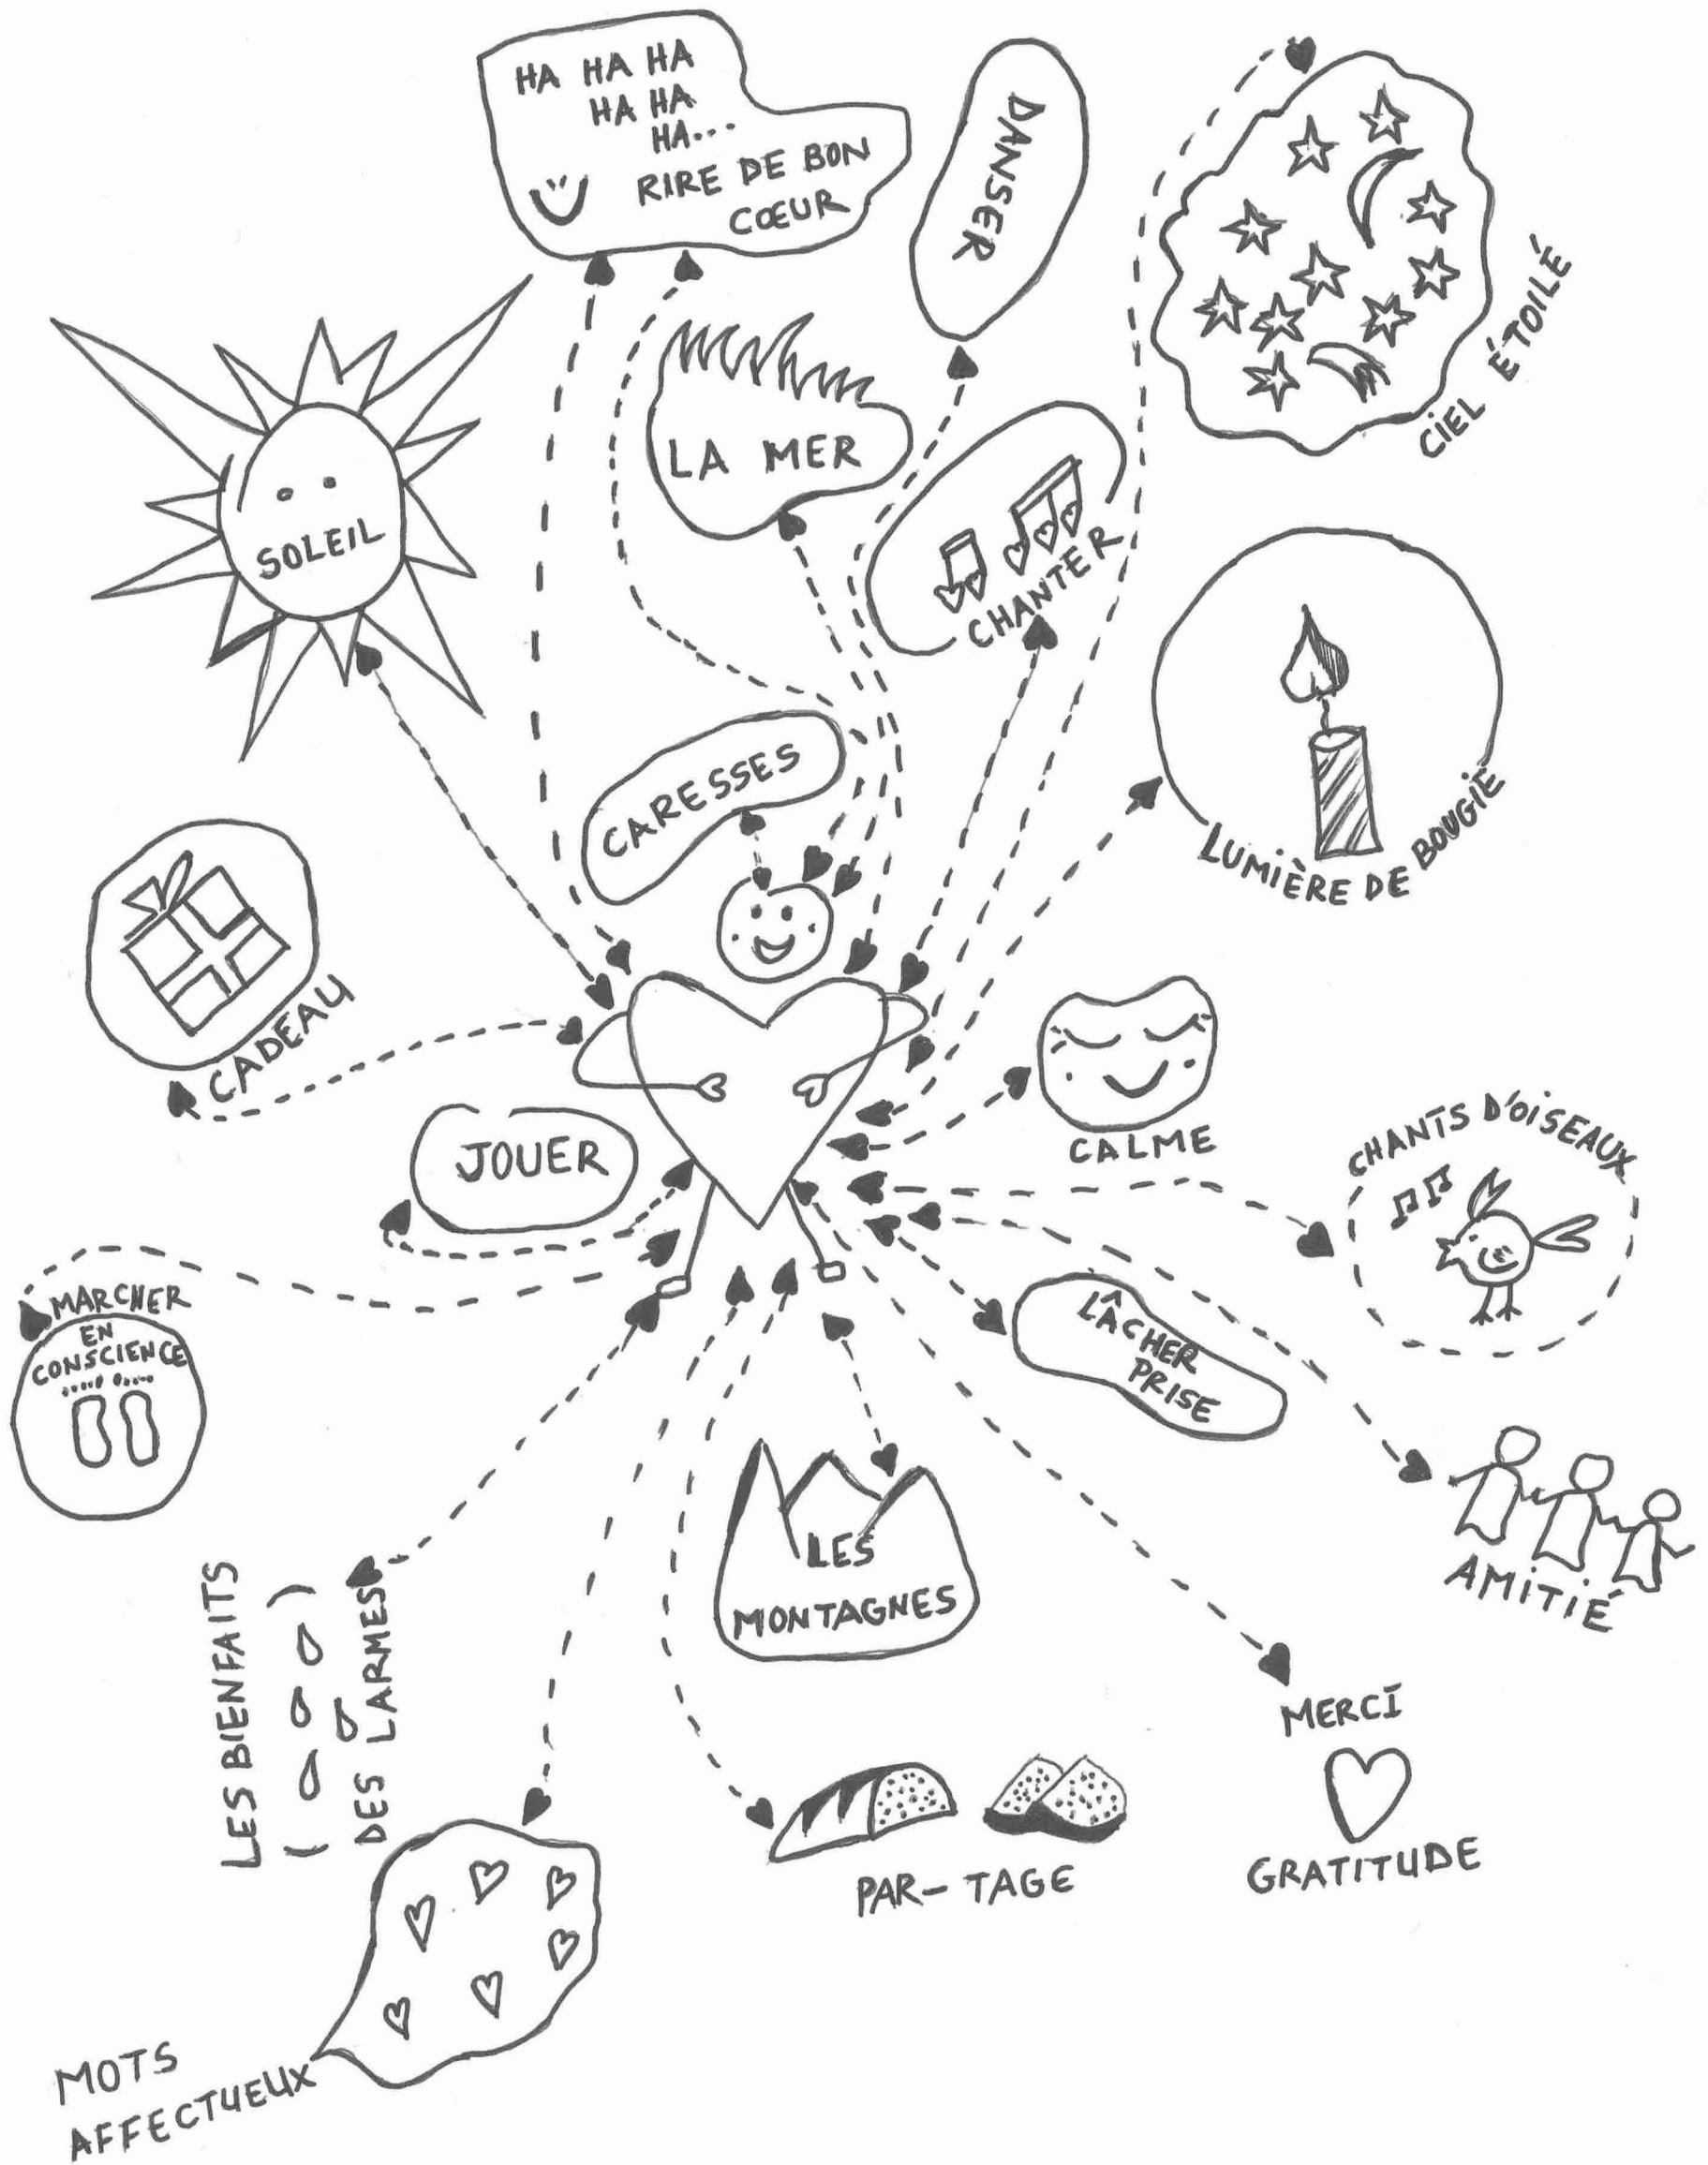 HA HA HA
HA HA
HA...
RIRE DE BON
CŒUR
DANSER
CIEL ÉTOILÉ
LA MER
SOLEIL
CHANTER
CARESSES
LUMIÈRE DE BOUGIE
CADEAU
CALME
JOUER
CHANTS D'OISEAUX
MARCHER
EN
CONSCIENCE
LÂCHER
PRISE
LES
MONTAGNES
AMITIÉ
LES BIENFAITS
DES LARMES
MERCI
GRATITUDE
PAR-TAGE
MOTS
AFFECTUEUX